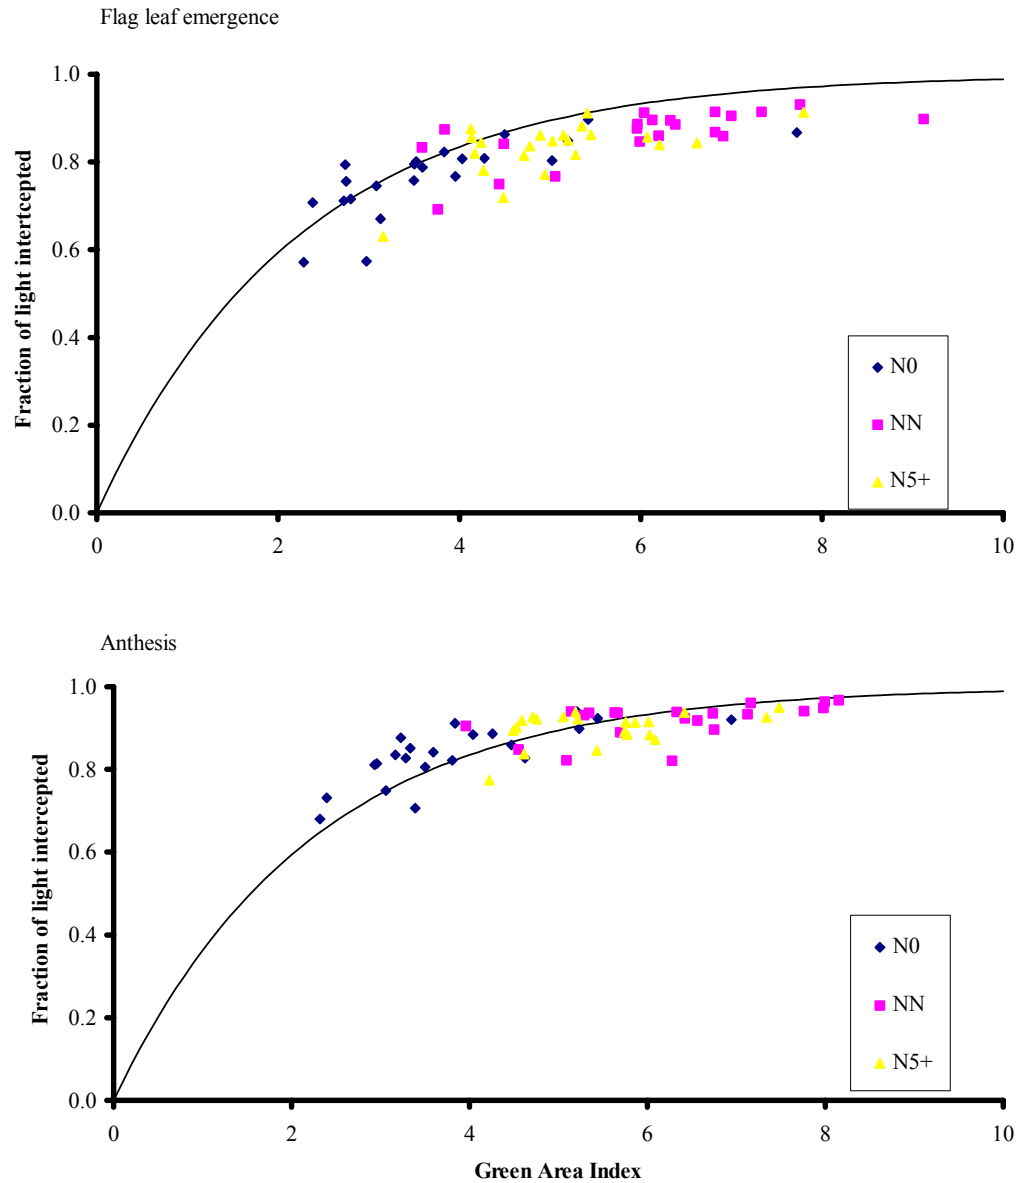 Flag leaf emergence
1.0
0.8
0.6
0.4
0.2
0.0
Fraction of light intertcepted
N0
NN
N5+
0 2 4 6 8 10
Anthesis
1.0
0.8
0.6
0.4
0.2
0.0
Fraction of light intercepted
N0
NN
N5+
0 2 4 6 8 10
Green Area Index